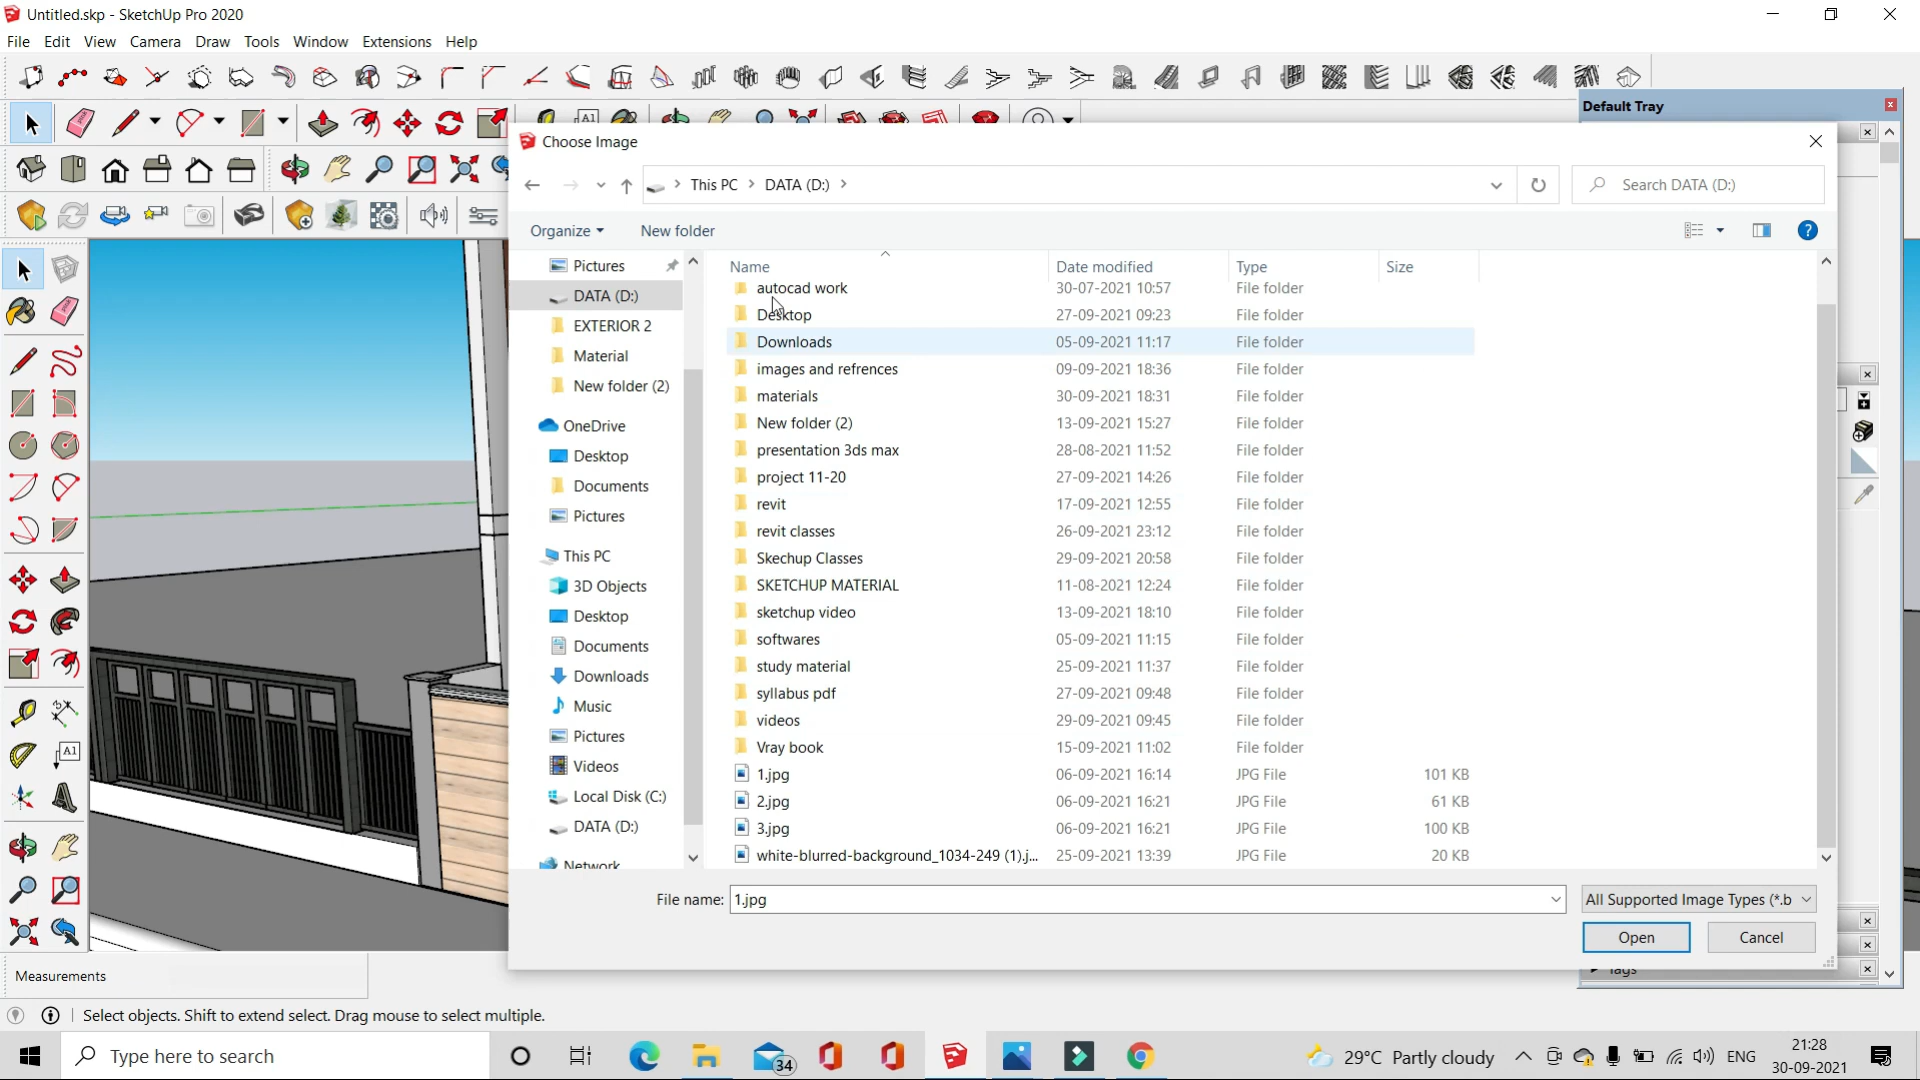 Untitled.skp - SketchUp Pro 2020
File Edit View Camera Draw Tools Window Extensions Help
Default Tray
Choose Image
This PC > DATA (D:) >
Search DATA (D:)
Organize
New folder
Pictures
DATA (D:)
EXTERIOR 2
Material
New folder (2)
OneDrive
Desktop
Documents
Pictures
This PC
3D Objects
Desktop
Documents
Downloads
Music
Pictures
Videos
Local Disk (C:)
DATA (D:)
Network
Name Date modified Type Size
autocad work 30-07-2021 10:57 File folder
Desktop 27-09-2021 09:23 File folder
Downloads 05-09-2021 11:17 File folder
images and refrences 09-09-2021 18:36 File folder
materials 30-09-2021 18:31 File folder
New folder (2) 13-09-2021 15:27 File folder
presentation 3ds max 28-08-2021 11:52 File folder
project 11-20 27-09-2021 14:26 File folder
revit 17-09-2021 12:55 File folder
revit classes 26-09-2021 23:12 File folder
Skechup Classes 29-09-2021 20:58 File folder
SKETCHUP MATERIAL 11-08-2021 12:24 File folder
sketchup video 13-09-2021 18:10 File folder
softwares 05-09-2021 11:15 File folder
study material 25-09-2021 11:37 File folder
syllabus pdf 27-09-2021 09:48 File folder
videos 29-09-2021 09:45 File folder
Vray book 15-09-2021 11:02 File folder
1.jpg 06-09-2021 16:14 JPG File 101 KB
2.jpg 06-09-2021 16:21 JPG File 61 KB
3.jpg 06-09-2021 16:21 JPG File 100 KB
white-blurred-background_1034-249 (1).j... 25-09-2021 13:39 JPG File 20 KB
File name: 1.jpg
All Supported Image Types (*.b
Open
Cancel
Tags
Measurements
Select objects. Shift to extend select. Drag mouse to select multiple.
Type here to search
34
29°C Partly cloudy
ENG
21:28
30-09-2021